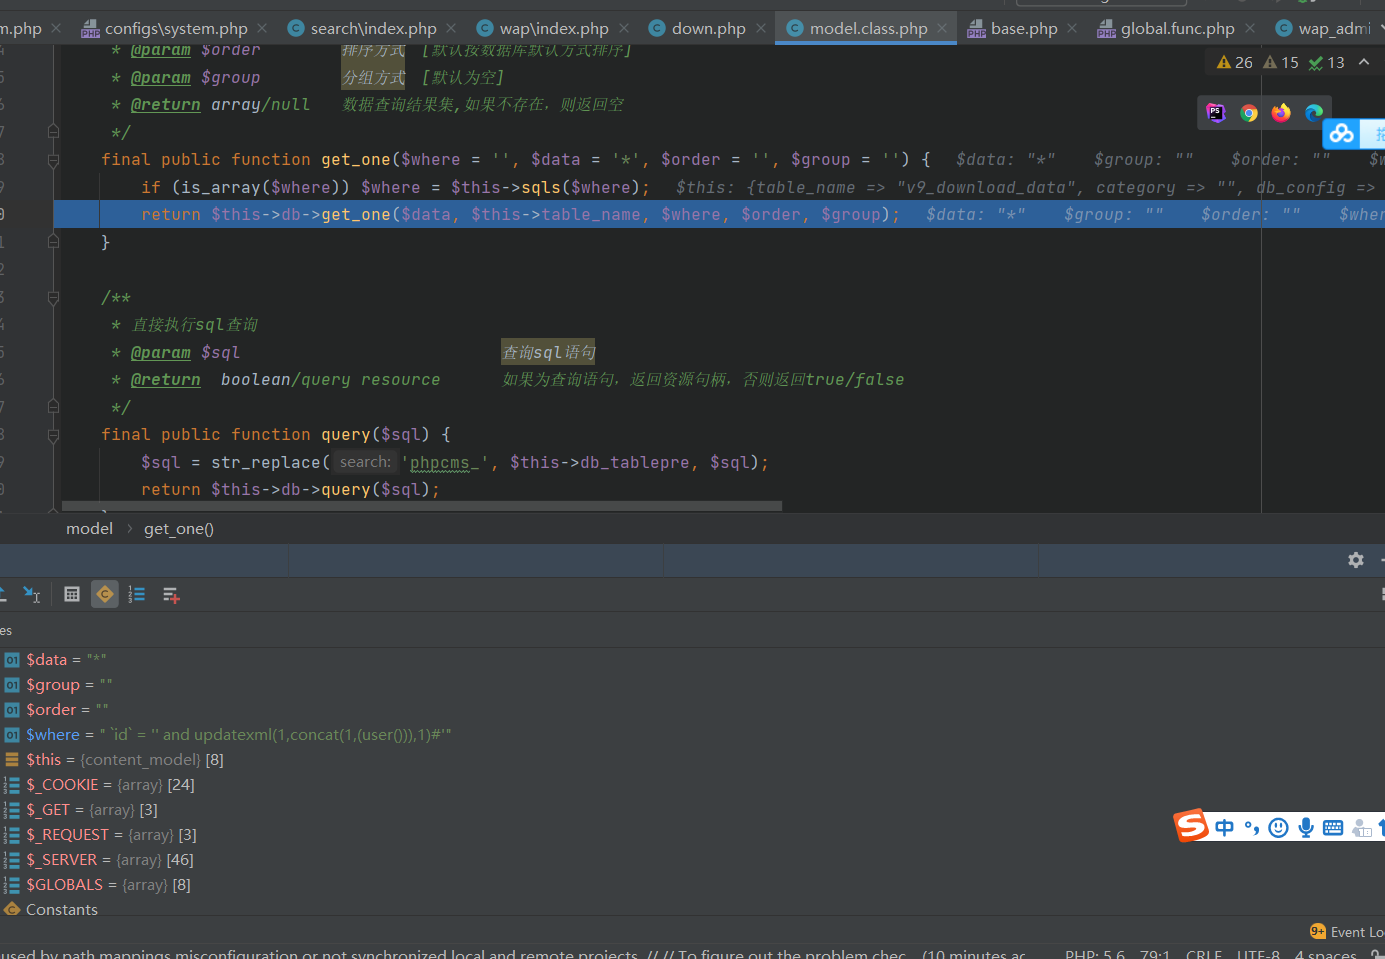 m.php configs\system.php search\index.php wap\index.php down.php model.class.php base.php global.func.php wap_admi
* @param $order 排序方式 [默认按数据库默认方式排序]
* @param $group 分组方式 [默认为空]
* @return array/null 数据查询结果集,如果不存在，则返回空
*/
final public function get_one($where = '', $data = '*', $order = '', $group = '') { $data: "*" $group: "" $order: ""
if (is_array($where)) $where = $this->sqls($where); $this: {table_name => "v9_download_data", category => "", db_config =>
return $this->db->get_one($data, $this->table_name, $where, $order, $group); $data: "*" $group: "" $order: "" $wher
}
/**
* 直接执行sql查询
* @param $sql 查询sql语句
* @return boolean/query resource 如果为查询语句，返回资源句柄，否则返回true/false
*/
final public function query($sql) {
$sql = str_replace( search: 'phpcms_', $this->db_tablepre, $sql);
return $this->db->query($sql);
26 15 13
model › get_one()
es
$data = "*"
$group = ""
$order = ""
$where = " `id` = '' and updatexml(1,concat(1,(user())),1)#'"
$this = {content_model} [8]
$_COOKIE = {array} [24]
$_GET = {array} [3]
$_REQUEST = {array} [3]
$_SERVER = {array} [46]
$GLOBALS = {array} [8]
Constants
中
9+ Event Lo
used by path mappings misconfiguration or not synchronized local and remote projects. // // To figure out the problem chec... (10 minutes ac PHP: 5.6 79:1 CRLF UTF-8 4 spaces